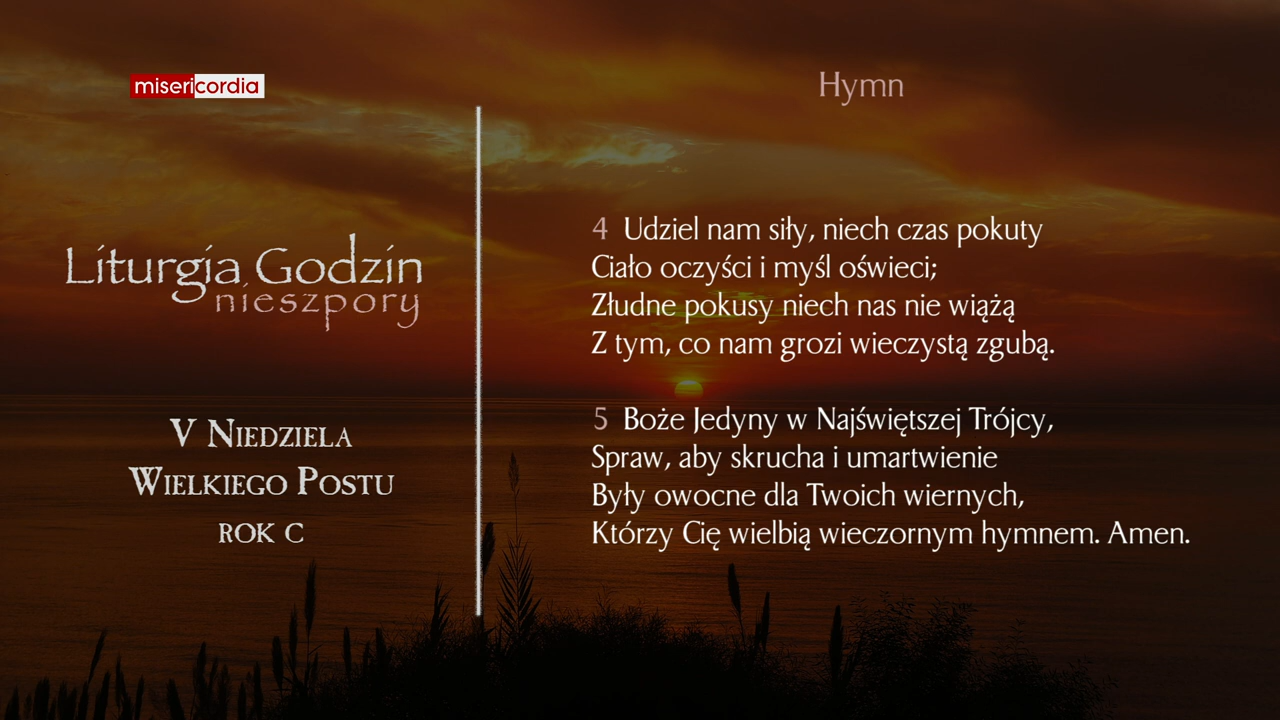 misericordia
Liturgia Godzin
nieszpory
V Niedziela
Wielkiego Postu
rok C
Hymn
4 Udziel nam siły, niech czas pokuty
Ciało oczyści i myśl oświeci;
Złudne pokusy niech nas nie wiążą
Z tym, co nam grozi wieczystą zgubą.
5 Boże Jedyny w Najświętszej Trójcy,
Spraw, aby skrucha i umartwienie
Były owocne dla Twoich wiernych,
Którzy Cię wielbią wieczornym hymnem. Amen.